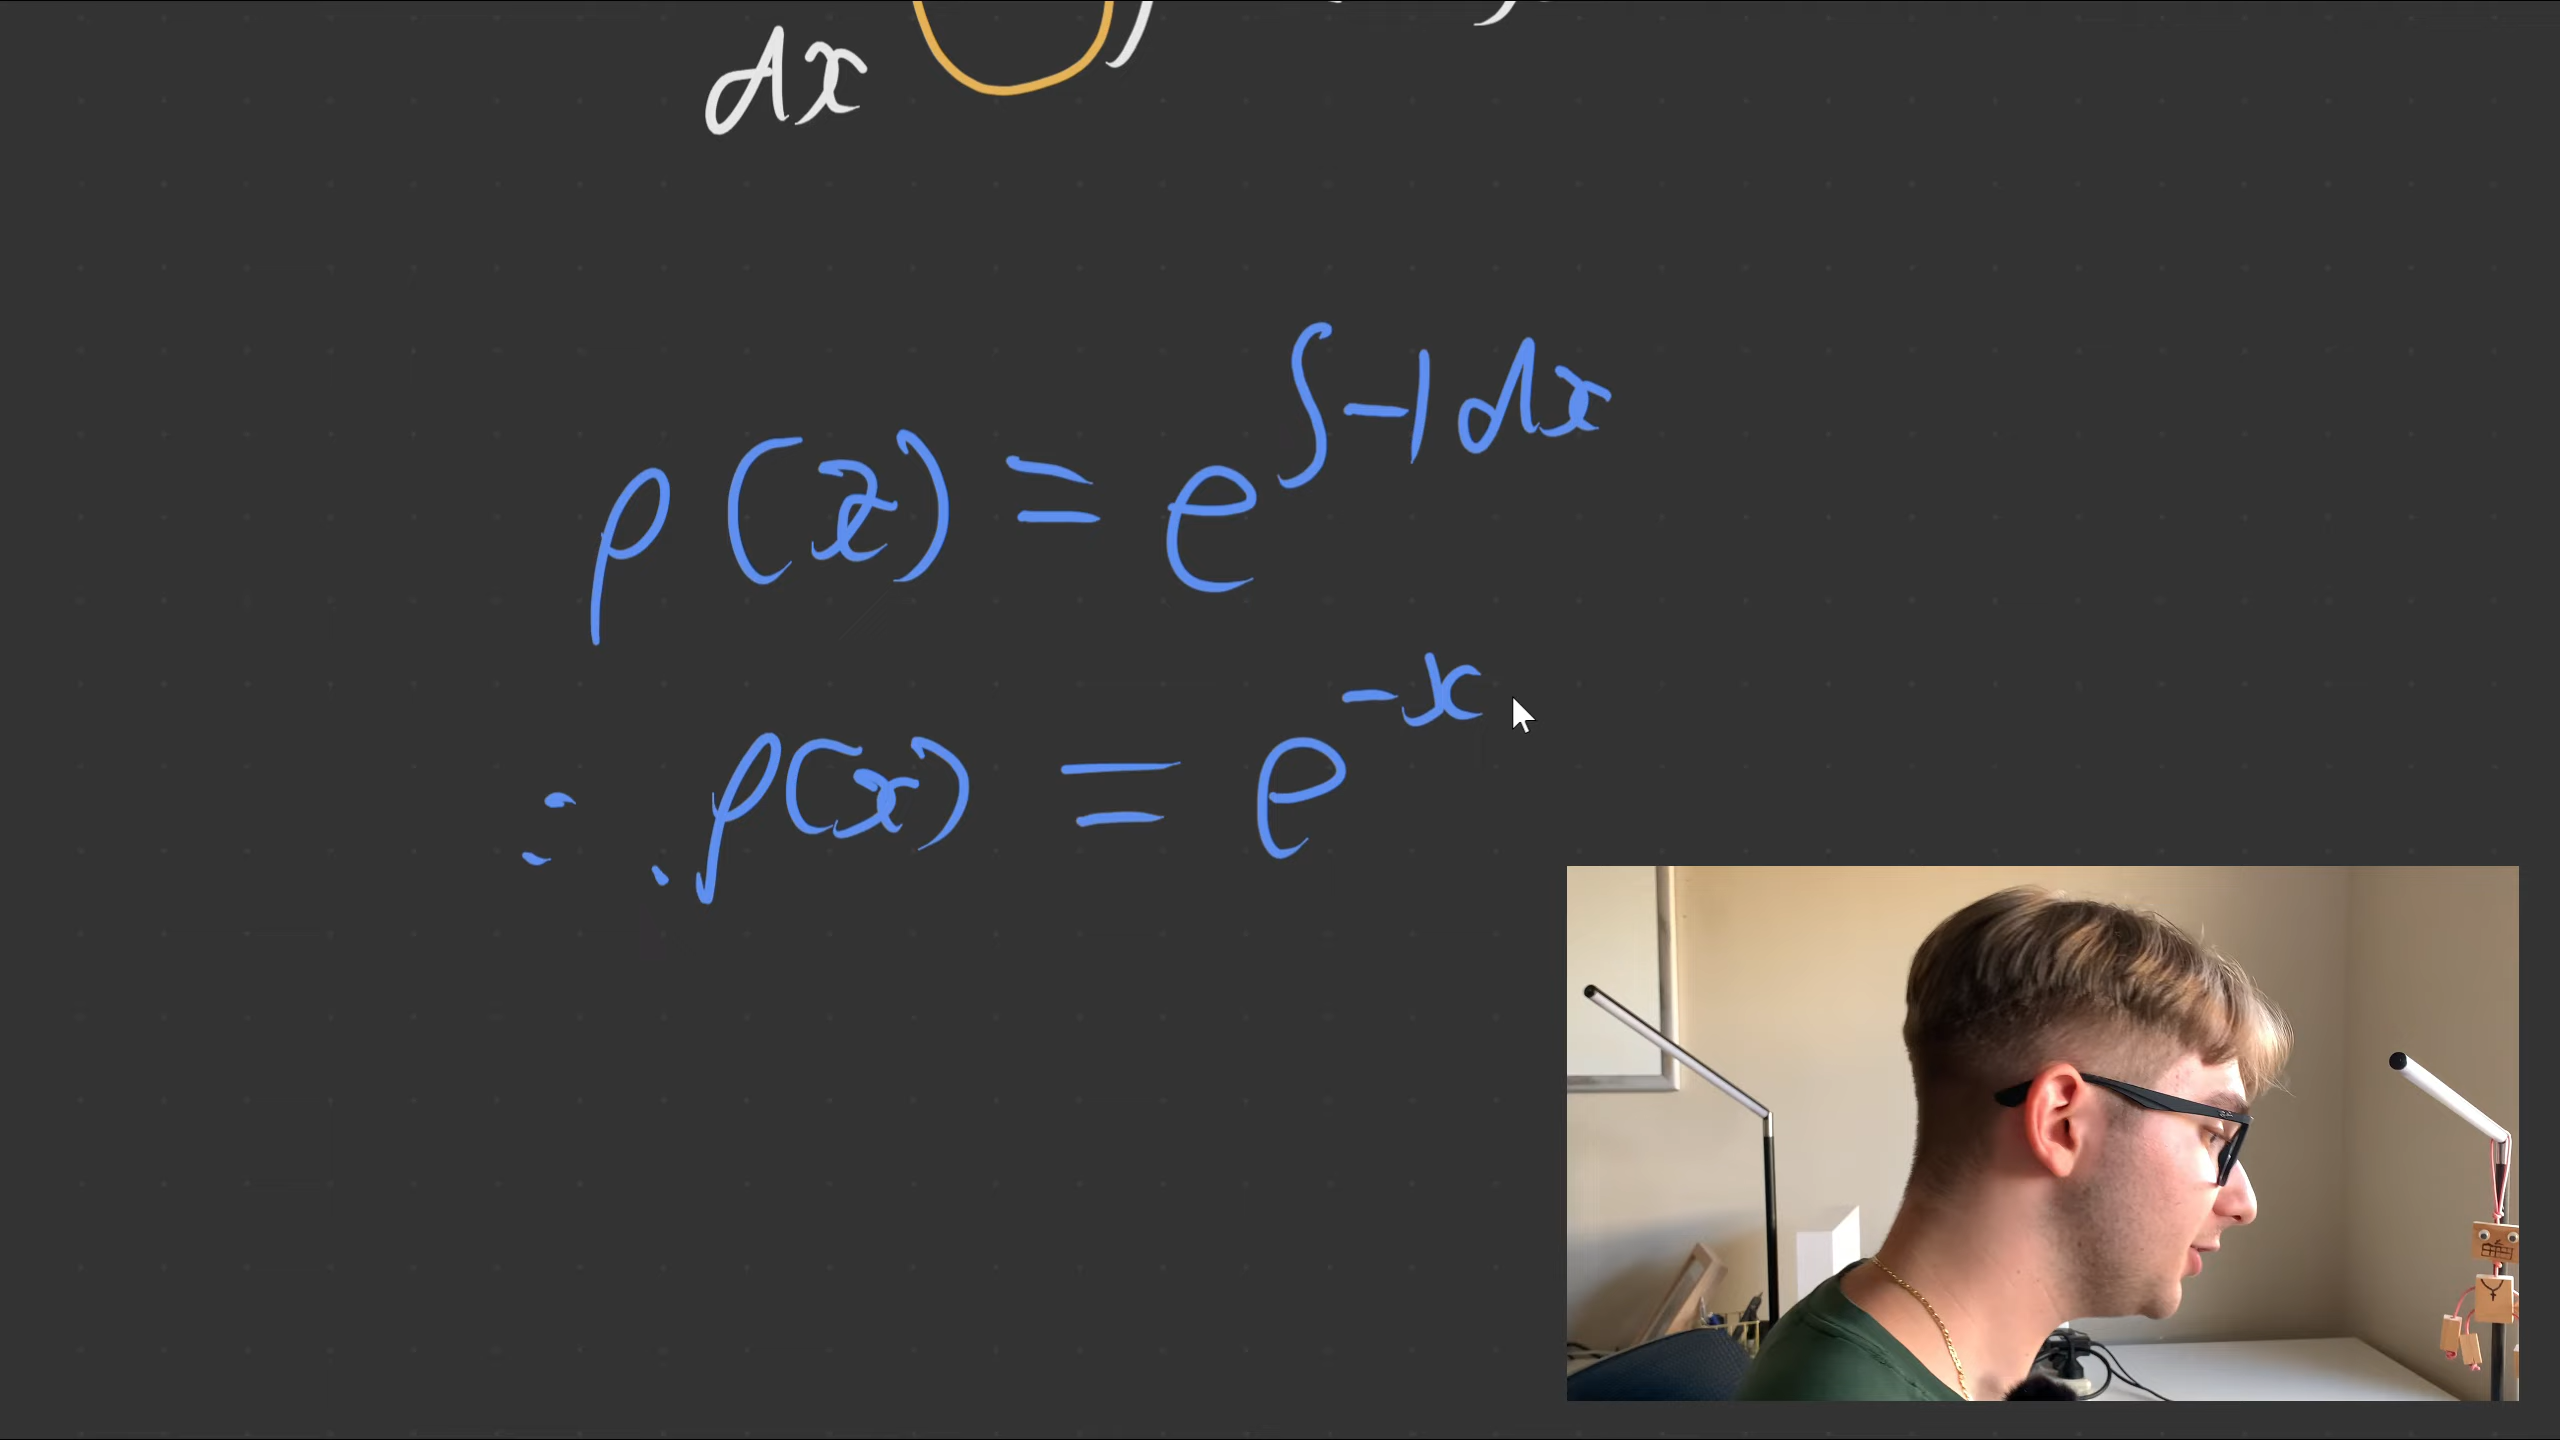 dx
ρ(x) = e^{∫-1dx}
∴ ρ(x) = e^{-x}